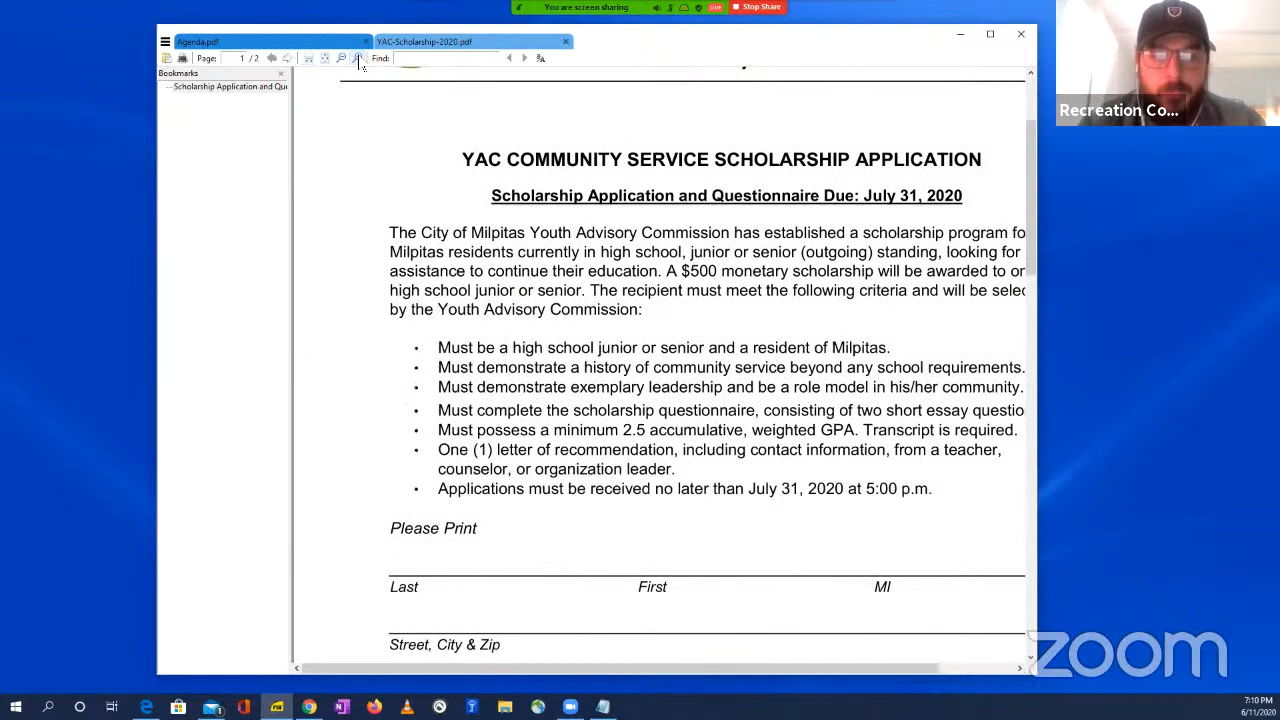 You are screen sharing
LIVE
Stop Share
Agenda.pdf
YAC-Scholarship-2020.pdf
Page: 1 / 2
Find:
Bookmarks
Scholarship Application and Que
Recreation Co...
YAC COMMUNITY SERVICE SCHOLARSHIP APPLICATION
Scholarship Application and Questionnaire Due: July 31, 2020
The City of Milpitas Youth Advisory Commission has established a scholarship program fo
Milpitas residents currently in high school, junior or senior (outgoing) standing, looking for
assistance to continue their education. A $500 monetary scholarship will be awarded to or
high school junior or senior. The recipient must meet the following criteria and will be selec
by the Youth Advisory Commission:
• Must be a high school junior or senior and a resident of Milpitas.
• Must demonstrate a history of community service beyond any school requirements.
• Must demonstrate exemplary leadership and be a role model in his/her community.
• Must complete the scholarship questionnaire, consisting of two short essay questio
• Must possess a minimum 2.5 accumulative, weighted GPA. Transcript is required.
• One (1) letter of recommendation, including contact information, from a teacher,
counselor, or organization leader.
• Applications must be received no later than July 31, 2020 at 5:00 p.m.
Please Print
Last First MI
Street, City & Zip
zoom
7:10 PM
6/11/2020